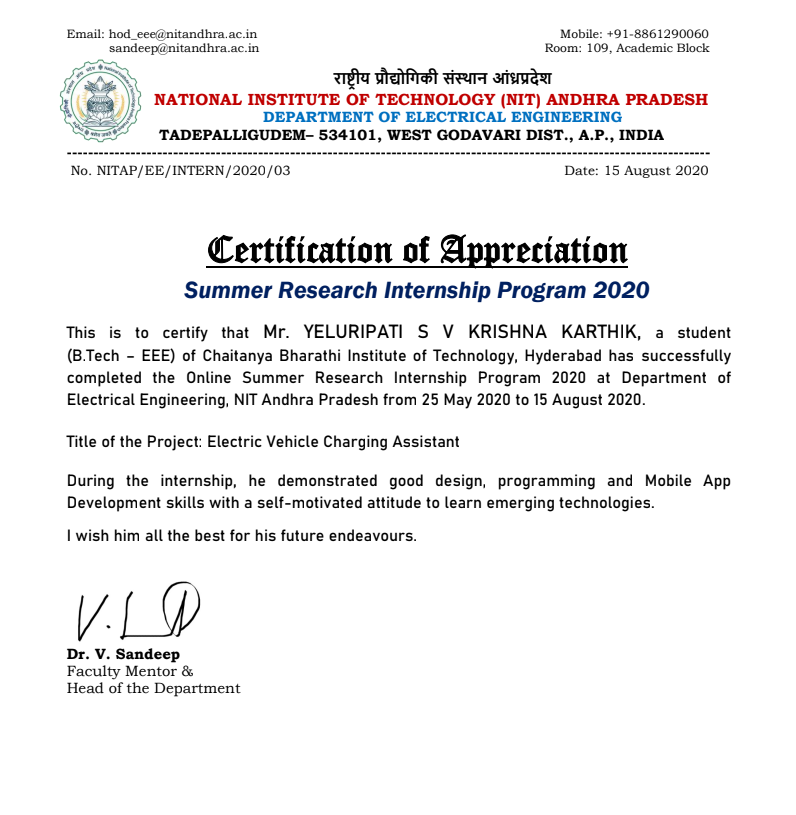 Email: hod_eee@nitandhra.ac.in
Mobile: +91-8861290060
sandeep@nitandhra.ac.in
Room: 109, Academic Block
राष्ट्रीय प्रौद्योगिकी संस्थान आंध्रप्रदेश
NATIONAL INSTITUTE OF TECHNOLOGY (NIT) ANDHRA PRADESH
DEPARTMENT OF ELECTRICAL ENGINEERING
TADEPALLIGUDEM– 534101, WEST GODAVARI DIST., A.P., INDIA
No. NITAP/EE/INTERN/2020/03
Date: 15 August 2020
Certification of Appreciation
Summer Research Internship Program 2020
This is to certify that Mr. YELURIPATI S V KRISHNA KARTHIK, a student
(B.Tech – EEE) of Chaitanya Bharathi Institute of Technology, Hyderabad has successfully
completed the Online Summer Research Internship Program 2020 at Department of
Electrical Engineering, NIT Andhra Pradesh from 25 May 2020 to 15 August 2020.
Title of the Project: Electric Vehicle Charging Assistant
During the internship, he demonstrated good design, programming and Mobile App
Development skills with a self-motivated attitude to learn emerging technologies.
I wish him all the best for his future endeavours.
Dr. V. Sandeep
Faculty Mentor &
Head of the Department